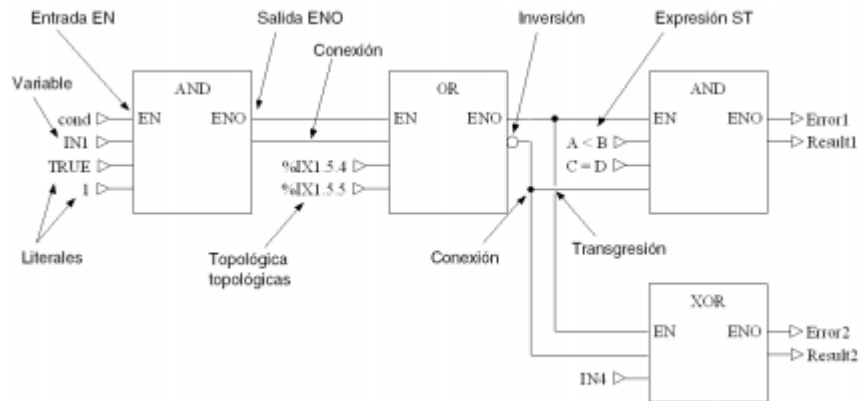 Entrada EN
Salida ENO
Inversión
Expresión ST
Conexión
Variable
AND
OR
AND
cond
EN
ENO
EN
ENO
EN
ENO
Error1
IN1
A < B
Result1
TRUE
%IX1.5.4
C = D
1
%IX1.5.5
Literales
Topológica
topológicas
Conexión
Transgresión
XOR
EN
ENO
Error2
Result2
IN4